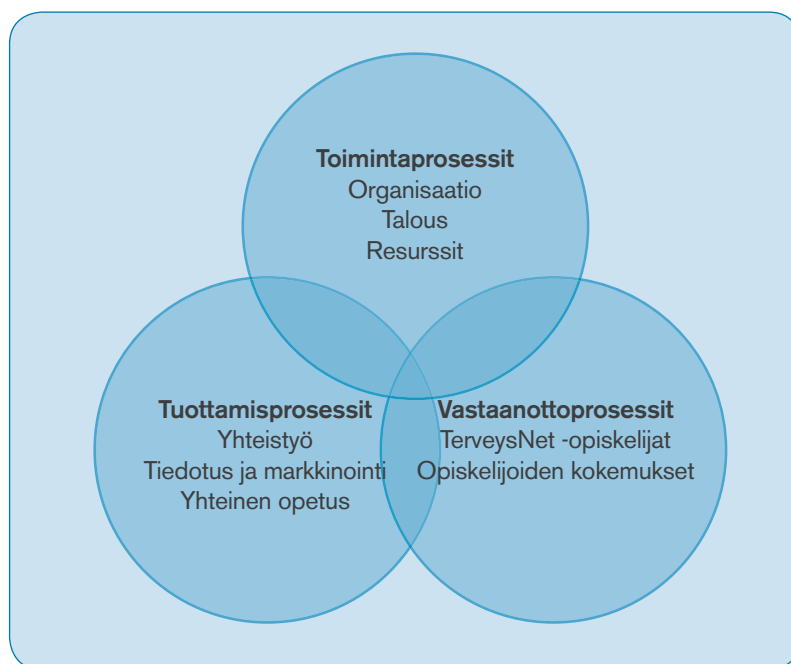 Toimintaprosessit
Organisaatio
Talous
Resurssit
Tuottamisprosessit
Yhteistyö
Tiedotus ja markkinointi
Yhteinen opetus
Vastaanottoprosessit
TerveysNet -opiskelijat
Opiskelijoiden kokemukset